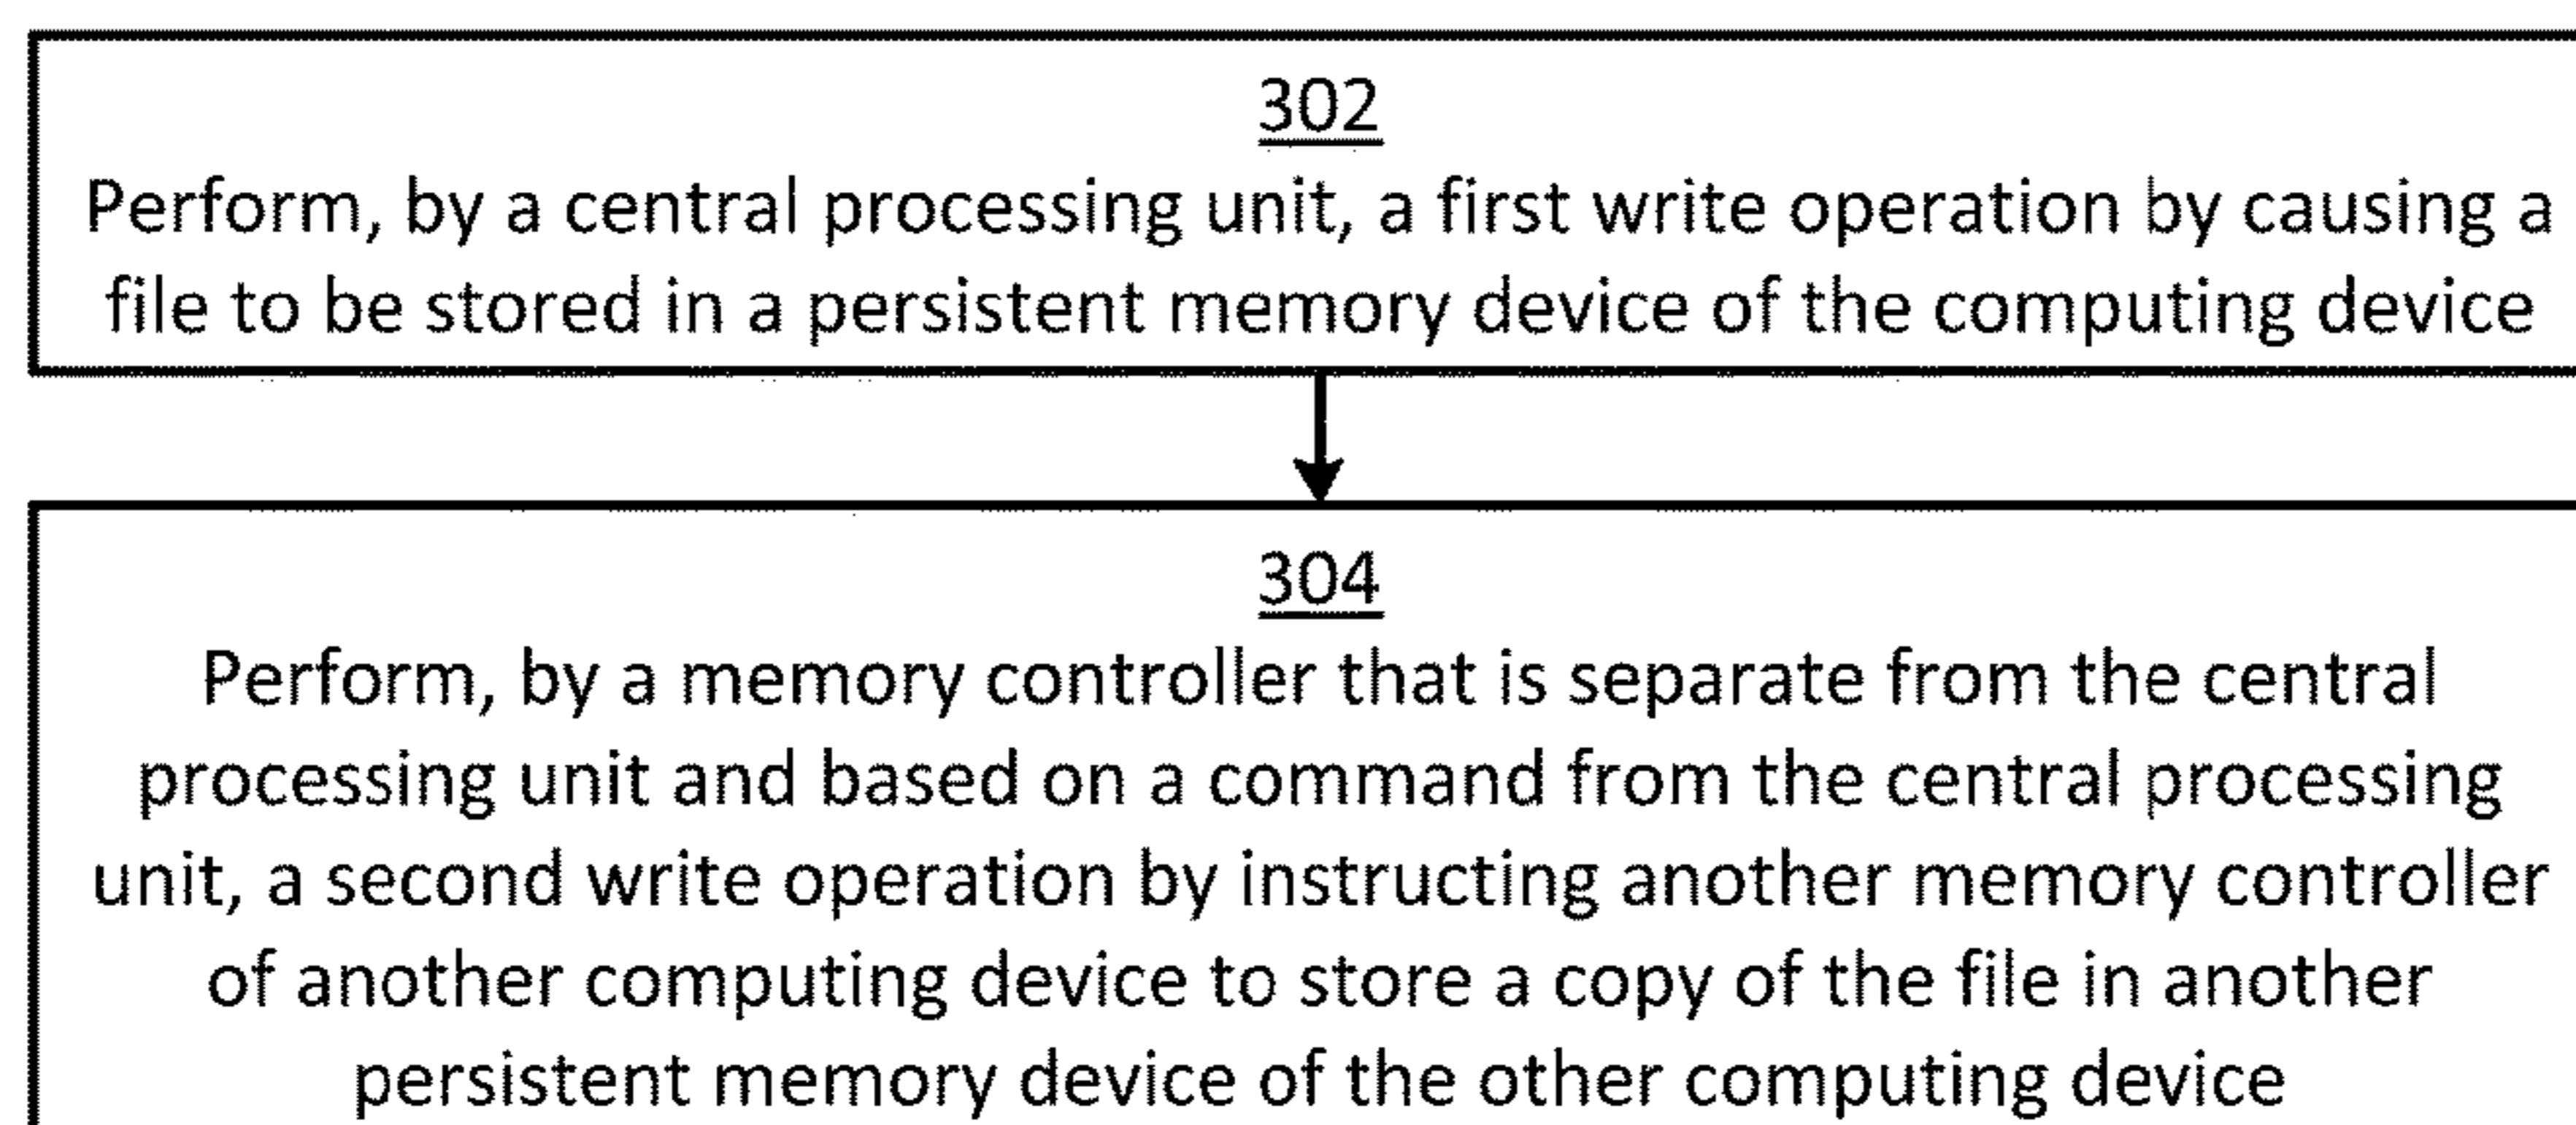 302
Perform, by a central processing unit, a first write operation by causing a
file to be stored in a persistent memory device of the computing device
304
Perform, by a memory controller that is separate from the central
processing unit and based on a command from the central processing
unit, a second write operation by instructing another memory controller
of another computing device to store a copy of the file in another
persistent memory device of the other computing device